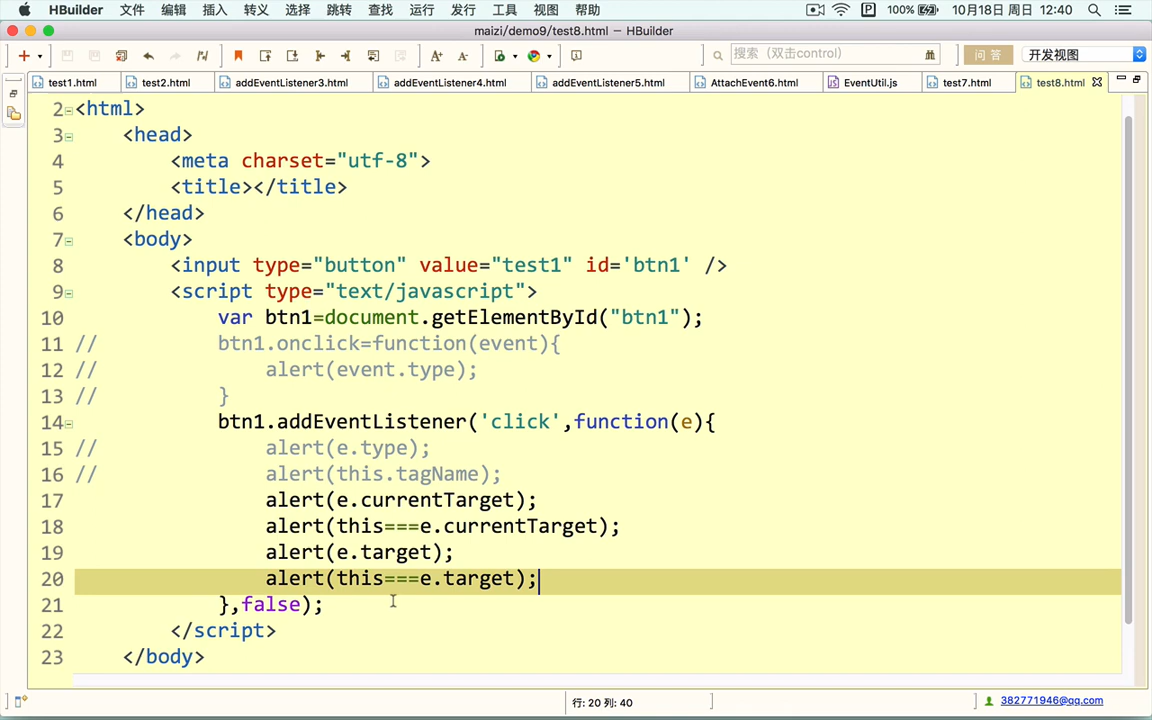 HBuilder 文件 编辑 插入 转义 选择 跳转 查找 运行 发行 工具 视图 帮助 100% 10月18日 周日 12:40
maizi/demo9/test8.html — HBuilder
搜索（双击control） 问 答 开发视图
test1.html test2.html addEventListener3.html addEventListener4.html addEventListener5.html AttachEvent6.html EventUtil.js test7.html test8.html
2 <html>
3 <head>
4 <meta charset="utf-8">
5 <title></title>
6 </head>
7 <body>
8 <input type="button" value="test1" id='btn1' />
9 <script type="text/javascript">
10 var btn1=document.getElementById("btn1");
11 // btn1.onclick=function(event){
12 // alert(event.type);
13 // }
14 btn1.addEventListener('click',function(e){
15 // alert(e.type);
16 // alert(this.tagName);
17 alert(e.currentTarget);
18 alert(this===e.currentTarget);
19 alert(e.target);
20 alert(this===e.target);
21 },false);
22 </script>
23 </body>
行: 20 列: 40 382771946@qq.com